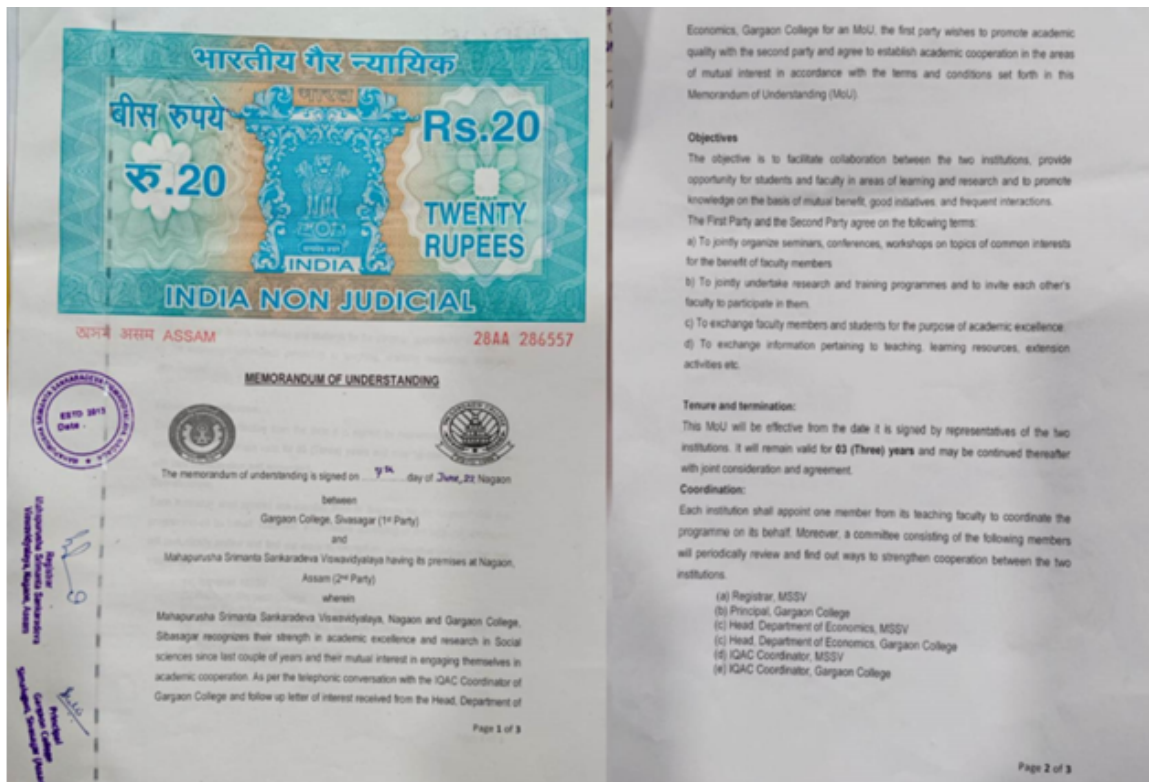 भारतीय गैर न्यायिक
भारत
बीस रुपये
रु.20
Rs.20
TWENTY
RUPEES
INDIA
INDIA NON JUDICIAL
অসম असम ASSAM
28AA 286557
MEMORANDUM OF UNDERSTANDING
ESTD 2013
Date .
The memorandum of understanding is signed on 7th day of June, 22 Nagaon
between
Gargaon College, Sivasagar (1st Party)
and
Mahapurusha Srimanta Sankaradeva Viswavidyalaya having its premises at Nagaon,
Assam (2nd Party)
wherein
Mahapurusha Srimanta Sankaradeva Viswavidyalaya, Nagaon and Gargaon College,
Sibasagar recognizes their strength in academic excellence and research in Social
sciences since last couple of years and their mutual interest in engaging themselves in
academic cooperation. As per the telephonic conversation with the IQAC Coordinator of
Gargaon College and follow up letter of interest received from the Head, Department of
Page 1 of 3
Registrar
Mahapurusha Srimanta Sankaradeva
Viswavidyalaya, Nagaon, Assam
Principal
Gargaon College
Economics, Gargaon College for an MoU, the first party wishes to promote academic
quality with the second party and agree to establish academic cooperation in the areas
of mutual interest in accordance with the terms and conditions set forth in this
Memorandum of Understanding (MoU).
Objectives
The objective is to facilitate collaboration between the two institutions, provide
opportunity for students and faculty in areas of learning and research and to promote
knowledge on the basis of mutual benefit, good initiatives, and frequent interactions.
The First Party and the Second Party agree on the following terms:
a) To jointly organize seminars, conferences, workshops on topics of common interests
for the benefit of faculty members
b) To jointly undertake research and training programmes and to invite each other's
faculty to participate in them.
c) To exchange faculty members and students for the purpose of academic excellence.
d) To exchange information pertaining to teaching, learning resources, extension
activities etc.
Tenure and termination:
This MoU will be effective from the date it is signed by representatives of the two
institutions. It will remain valid for 03 (Three) years and may be continued thereafter
with joint consideration and agreement.
Coordination:
Each institution shall appoint one member from its teaching faculty to coordinate the
programme on its behalf. Moreover, a committee consisting of the following members
will periodically review and find out ways to strengthen cooperation between the two
institutions.
(a) Registrar, MSSV
(b) Principal, Gargaon College
(c) Head, Department of Economics, MSSV
(c) Head, Department of Economics, Gargaon College
(d) IQAC Coordinator, MSSV
(e) IQAC Coordinator, Gargaon College
Page 2 of 3